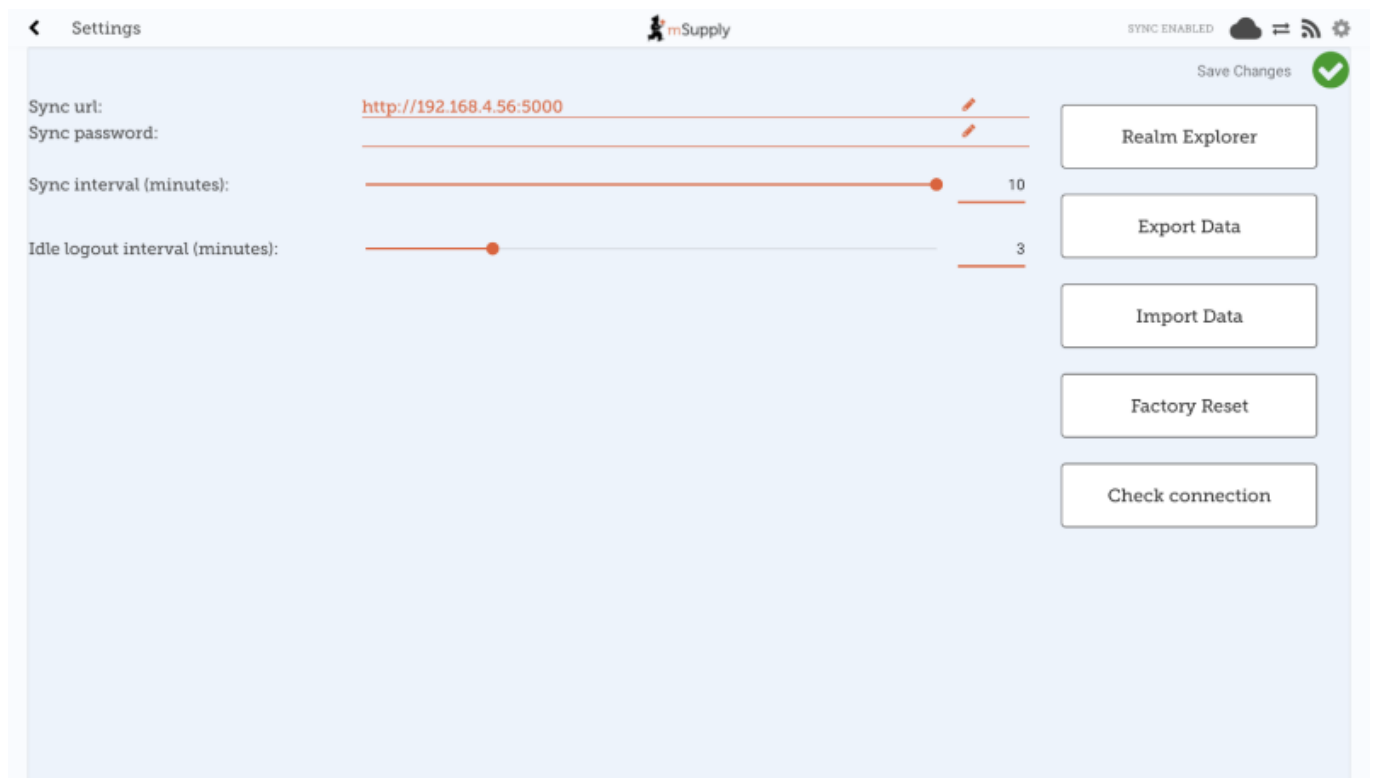 Settings
mSupply
SYNC ENABLED
Save Changes
Sync url:
http://192.168.4.56:5000
Sync password:
Sync interval (minutes):
10
Idle logout interval (minutes):
3
Realm Explorer
Export Data
Import Data
Factory Reset
Check connection